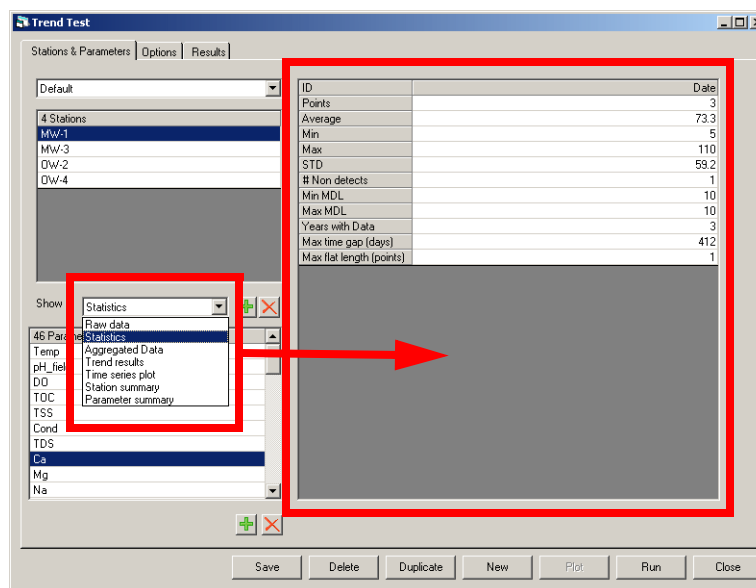 Trend Test
Stations & Parameters Options Results
Default
4 Stations
MW-1
MW-3
OW-2
OW-4
Show Statistics
Raw data
Statistics
Aggregated Data
Trend results
Time series plot
Station summary
Parameter summary
46 Parame
Temp
pH_fiel
DO
TOC
TSS
Cond
TDS
Ca
Mg
Na
ID Date
Points 3
Average 73.3
Min 5
Max 110
STD 59.2
# Non detects 1
Min MDL 10
Max MDL 10
Years with Data 3
Max time gap (days) 412
Max flat length (points) 1
Save Delete Duplicate New Plot Run Close